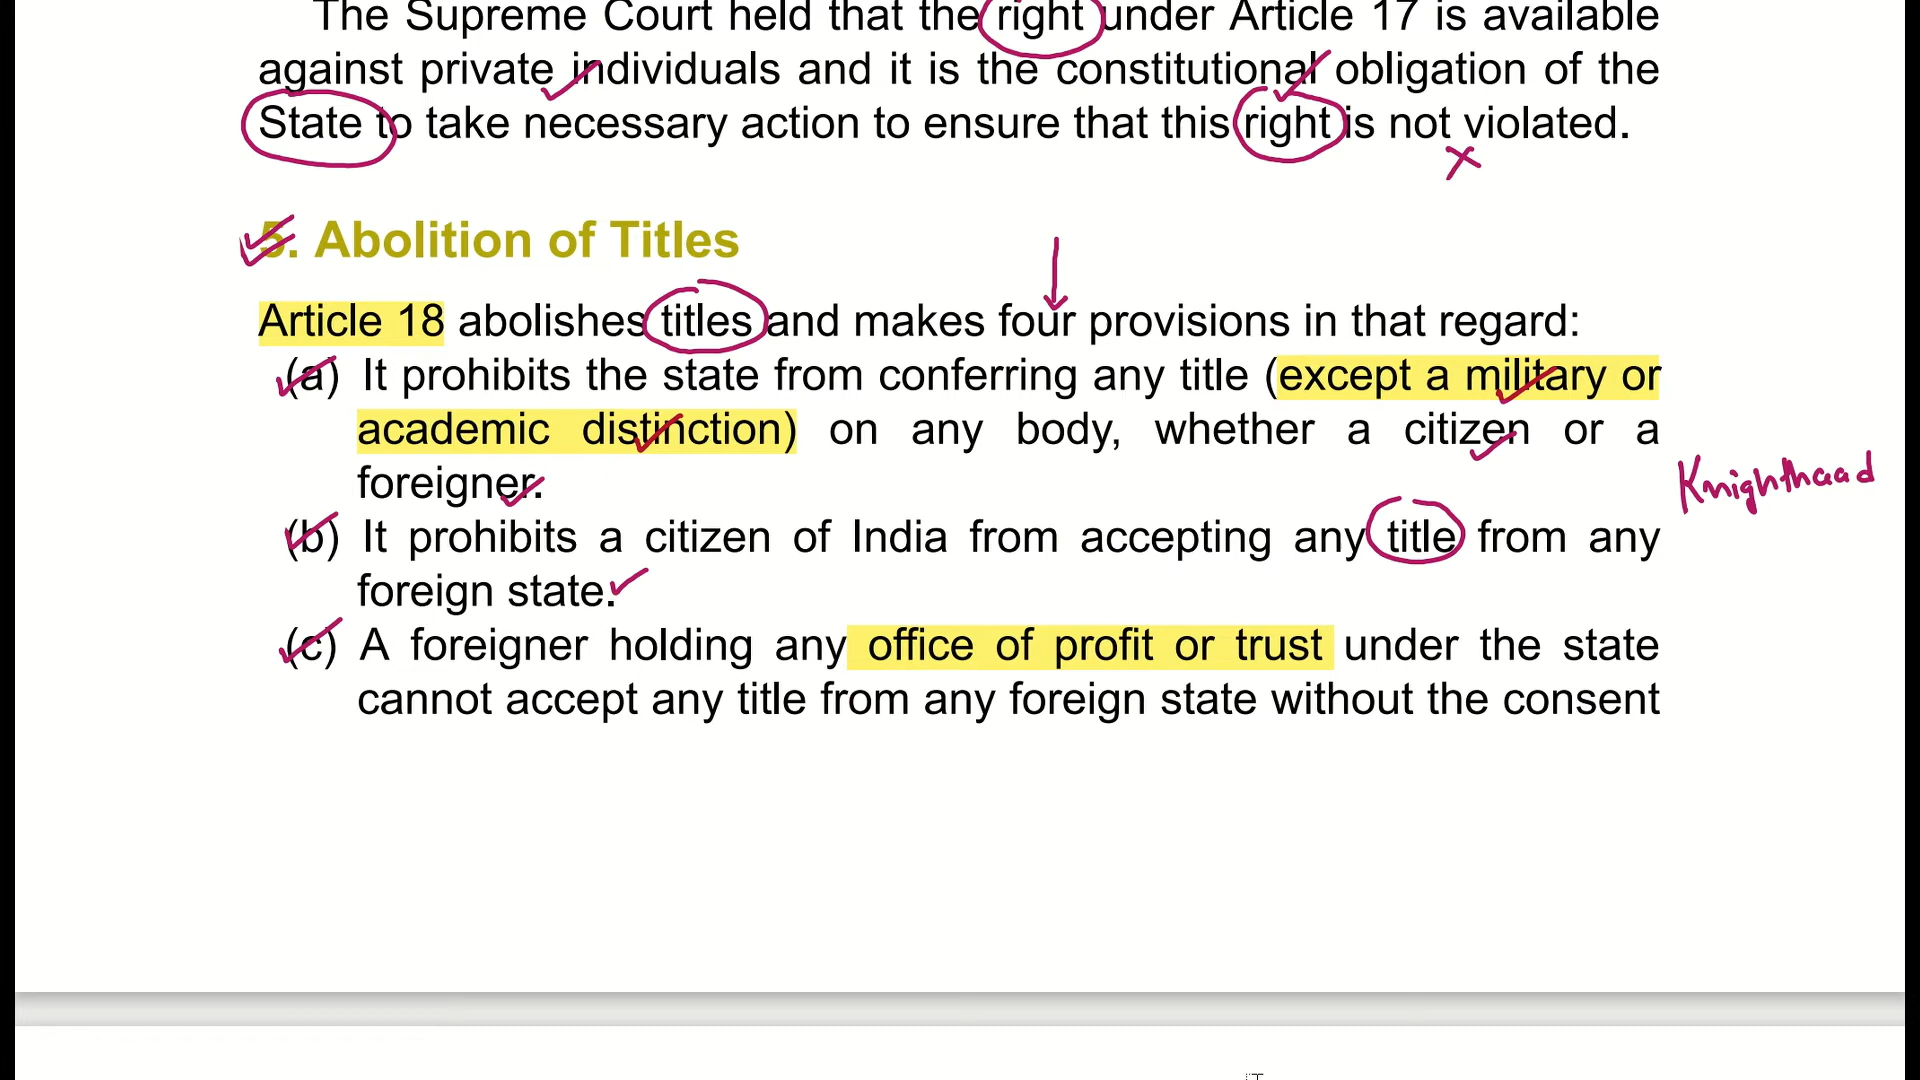 The Supreme Court held that the right under Article 17 is available
against private individuals and it is the constitutional obligation of the
State to take necessary action to ensure that this right is not violated.
5. Abolition of Titles
Article 18 abolishes titles and makes four provisions in that regard:
(a) It prohibits the state from conferring any title (except a military or
academic distinction) on any body, whether a citizen or a
foreigner.
Knighthaad
(b) It prohibits a citizen of India from accepting any title from any
foreign state.
(c) A foreigner holding any office of profit or trust under the state
cannot accept any title from any foreign state without the consent